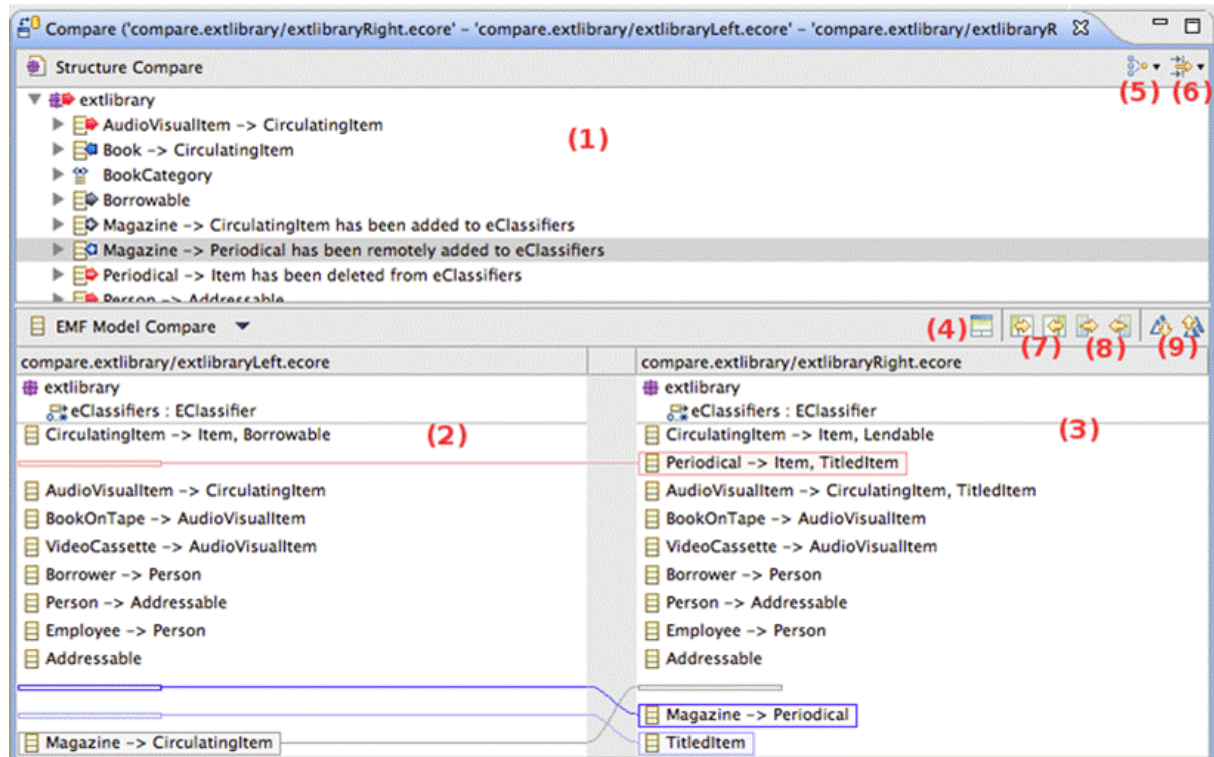 Compare ('compare.extlibrary/extlibraryRight.ecore' - 'compare.extlibrary/extlibraryLeft.ecore' - 'compare.extlibrary/extlibraryR
Structure Compare
(5) (6)
extlibrary
AudioVisualItem -> CirculatingItem
(1)
Book -> CirculatingItem
BookCategory
Borrowable
Magazine -> CirculatingItem has been added to eClassifiers
Magazine -> Periodical has been remotely added to eClassifiers
Periodical -> Item has been deleted from eClassifiers
Person -> Addressable
EMF Model Compare (4) (7) (8) (9)
compare.extlibrary/extlibraryLeft.ecore compare.extlibrary/extlibraryRight.ecore
extlibrary extlibrary
eClassifiers : EClassifier eClassifiers : EClassifier
CirculatingItem -> Item, Borrowable (2) CirculatingItem -> Item, Lendable (3)
Periodical -> Item, TitledItem
AudioVisualItem -> CirculatingItem AudioVisualItem -> CirculatingItem, TitledItem
BookOnTape -> AudioVisualItem BookOnTape -> AudioVisualItem
VideoCassette -> AudioVisualItem VideoCassette -> AudioVisualItem
Borrower -> Person Borrower -> Person
Person -> Addressable Person -> Addressable
Employee -> Person Employee -> Person
Addressable Addressable
Magazine -> Periodical
Magazine -> CirculatingItem TitledItem